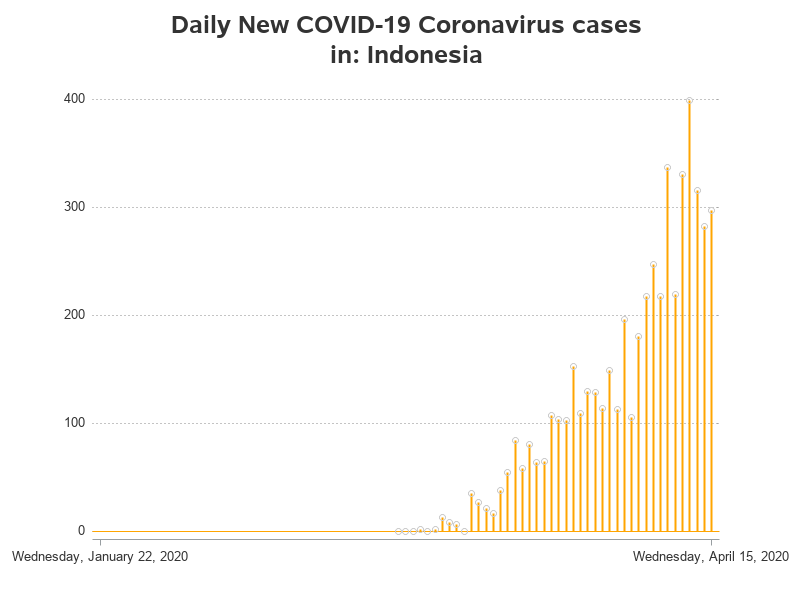 Daily New COVID-19 Coronavirus cases
in: Indonesia
400
300
200
100
0
Wednesday, January 22, 2020
Wednesday, April 15, 2020